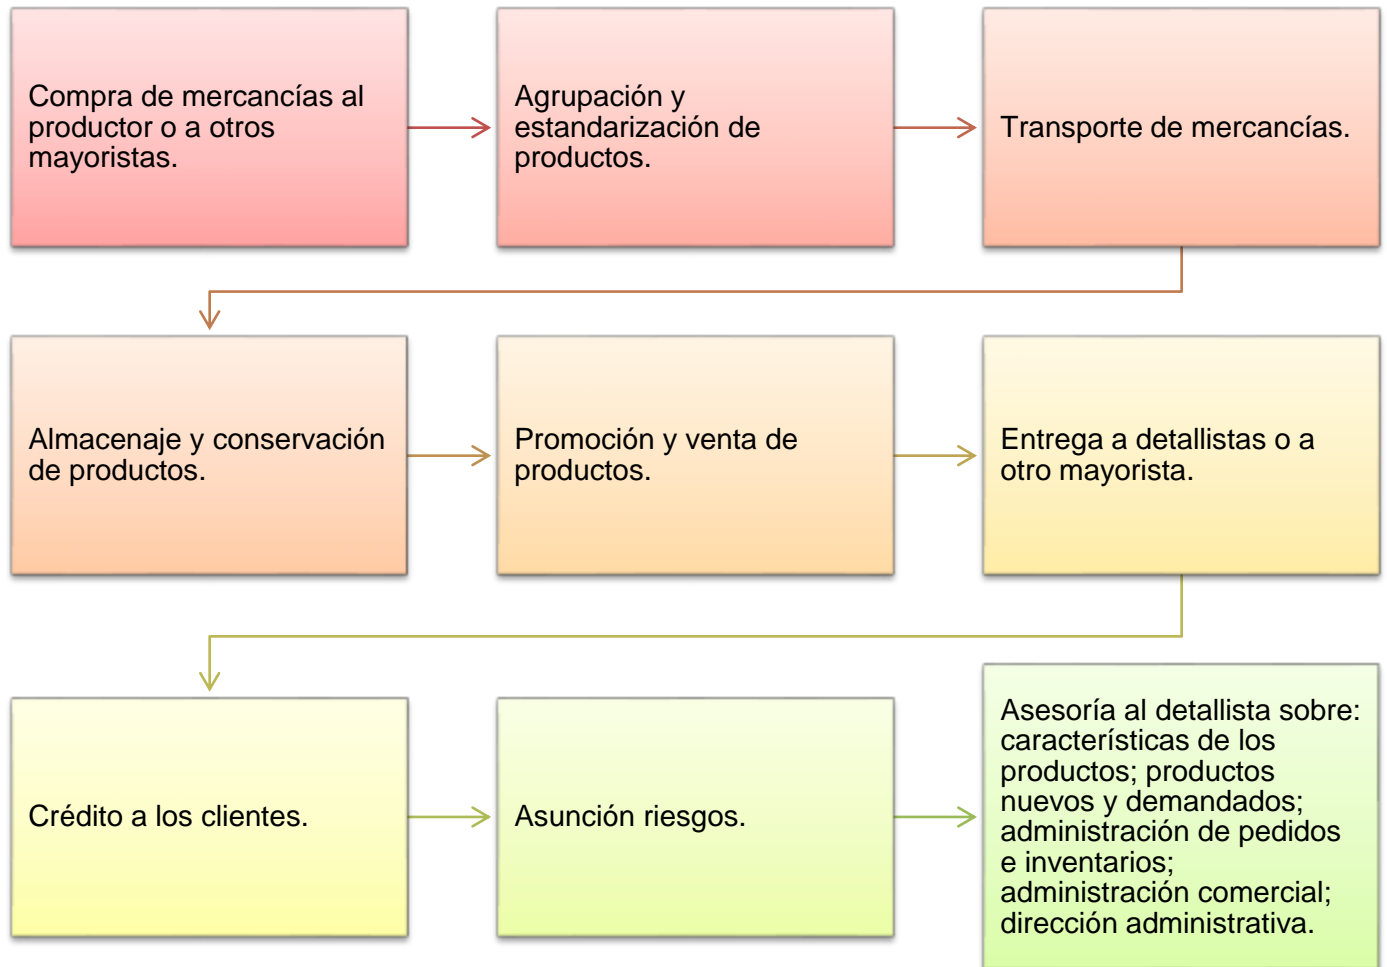 Compra de mercancías al
productor o a otros
mayoristas.
Agrupación y
estandarización de
productos.
Transporte de mercancías.
Almacenaje y conservación
de productos.
Promoción y venta de
productos.
Entrega a detallistas o a
otro mayorista.
Crédito a los clientes.
Asunción riesgos.
Asesoría al detallista sobre:
características de los
productos; productos
nuevos y demandados;
administración de pedidos
e inventarios;
administración comercial;
dirección administrativa.